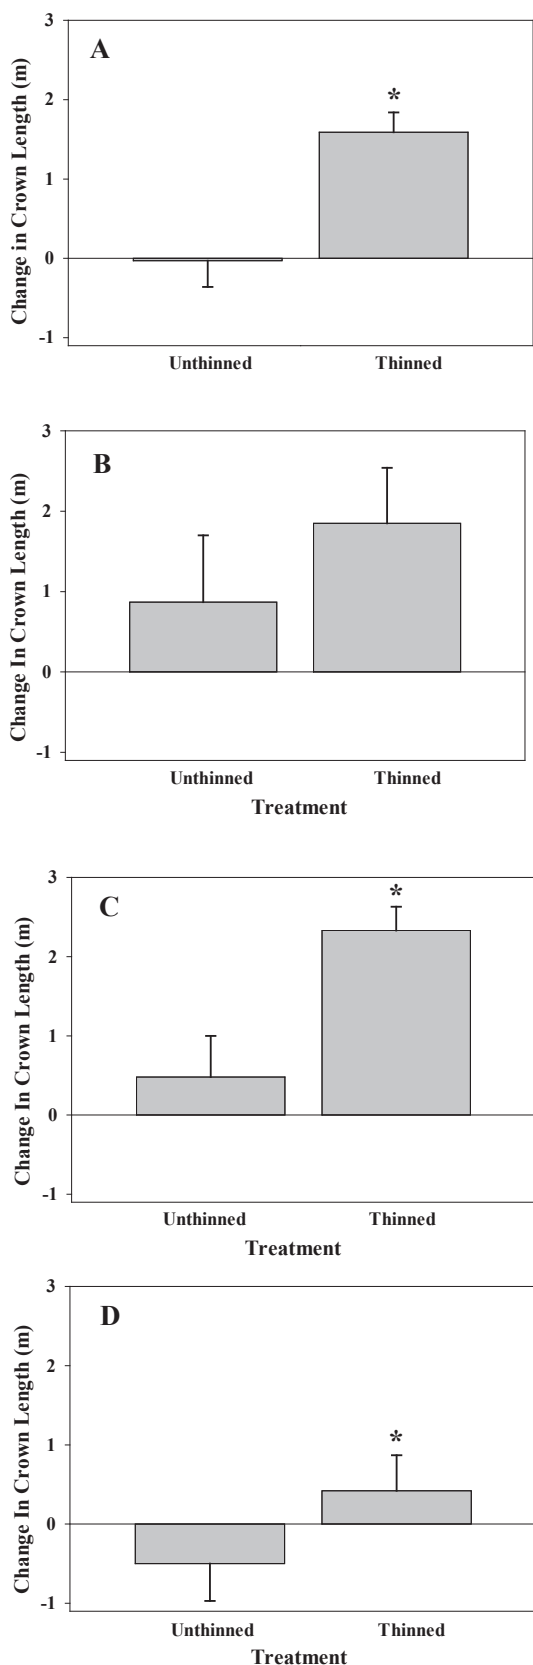 A
Change in Crown Length (m)
3
2
1
0
-1
*
Unthinned Thinned
B
Change In Crown Length (m)
3
2
1
0
-1
Unthinned Thinned
Treatment
C
Change In Crown Length (m)
3
2
1
0
-1
*
Unthinned Thinned
Treatment
D
Change In Crown Length (m)
3
2
1
0
-1
*
Unthinned Thinned
Treatment